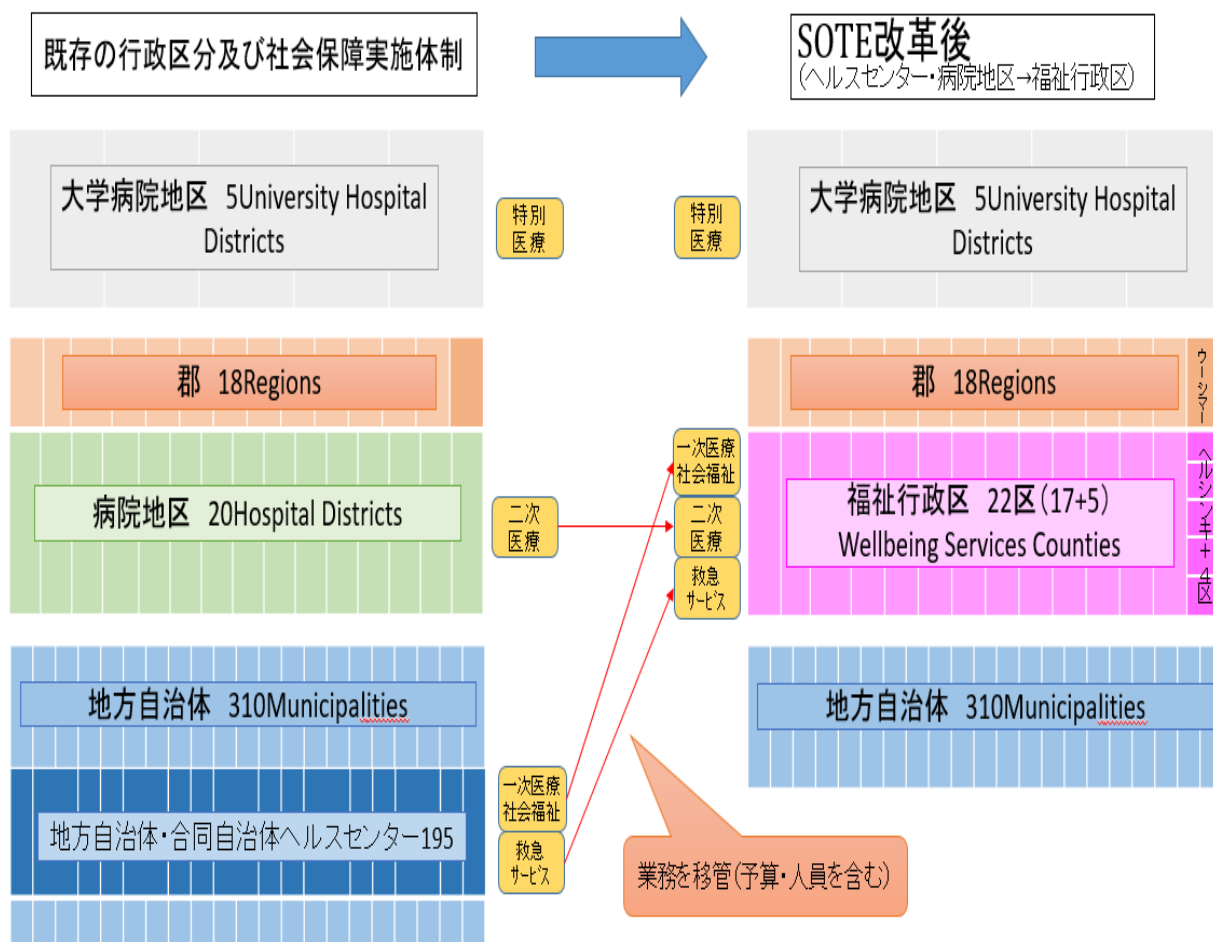 既存の行政区分及び社会保障実施体制
SOTE改革後
(ヘルスセンター・病院地区→福祉行政区)
大学病院地区 5University Hospital
Districts
特別
医療
特別
医療
大学病院地区 5University Hospital
Districts
郡 18Regions
郡 18Regions
ウーシマー
病院地区 20Hospital Districts
二次
医療
一次医療
社会福祉
二次
医療
救急
サービス
福祉行政区 22区(17+5)
Wellbeing Services Counties
ヘルシンキ+4区
地方自治体 310Municipalities
地方自治体 310Municipalities
地方自治体・合同自治体ヘルスセンター195
一次医療
社会福祉
救急
サービス
業務を移管(予算・人員を含む)